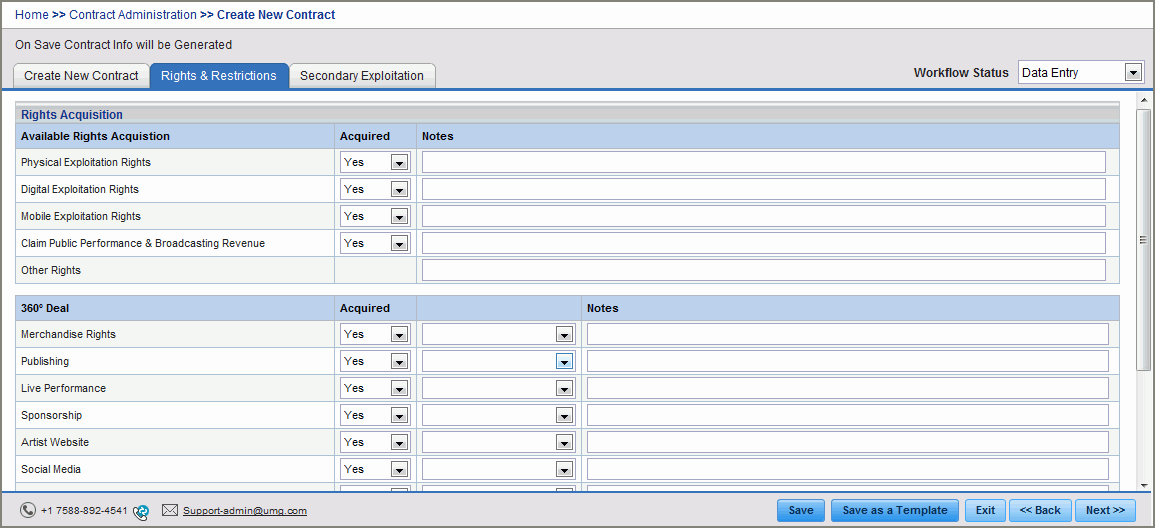 Home >> Contract Administration >> Create New Contract
On Save Contract Info will be Generated
Create New Contract Rights & Restrictions Secondary Exploitation Workflow Status Data Entry
Rights Acquisition
Available Rights Acquistion Acquired Notes
Physical Exploitation Rights Yes
Digital Exploitation Rights Yes
Mobile Exploitation Rights Yes
Claim Public Performance & Broadcasting Revenue Yes
Other Rights
360º Deal Acquired Notes
Merchandise Rights Yes
Publishing Yes
Live Performance Yes
Sponsorship Yes
Artist Website Yes
Social Media Yes
+1 7588-892-4541 Support-admin@umg.com Save Save as a Template Exit << Back Next >>